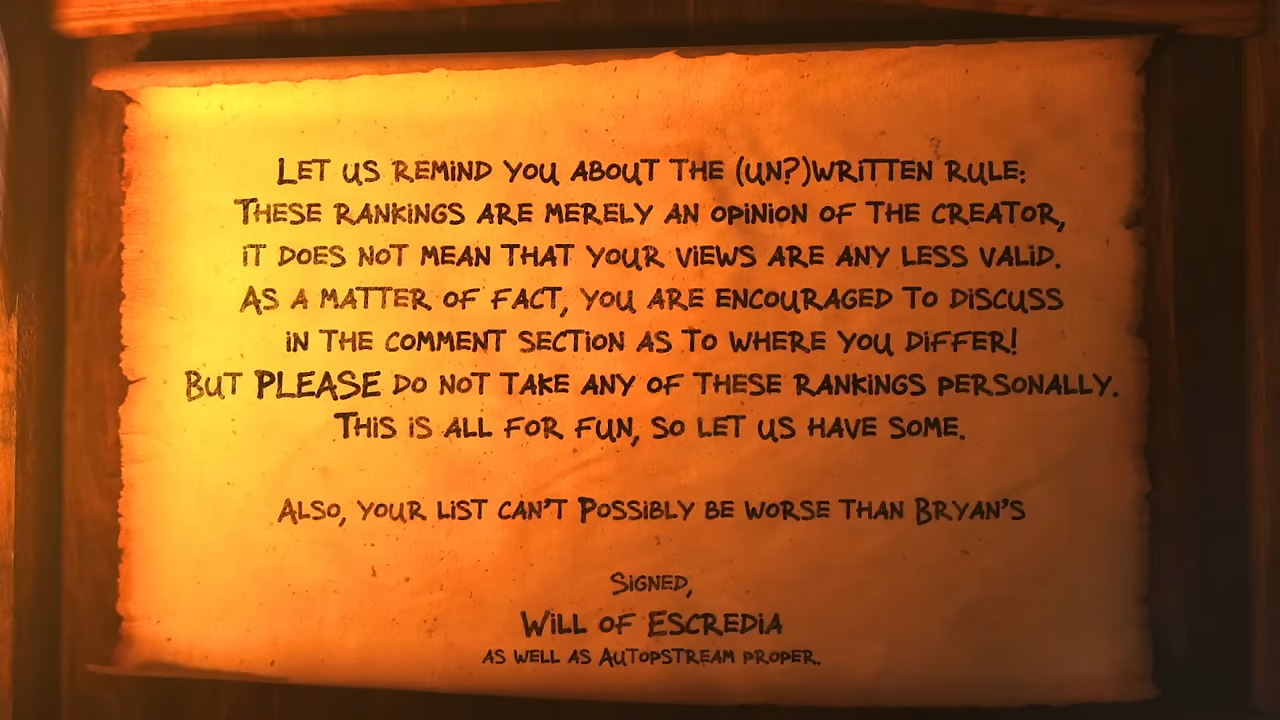 Let us remind you about the (un?)written rule:
These rankings are merely an opinion of the creator,
it does not mean that your views are any less valid.
As a matter of fact, you are encouraged to discuss
in the comment section as to where you differ!
But PLEASE do not take any of these rankings personally.
This is all for fun, so let us have some.
Also, your list can't Possibly be worse than Bryan's
Signed,
Will of Escredia
as well as Autopstream proper.